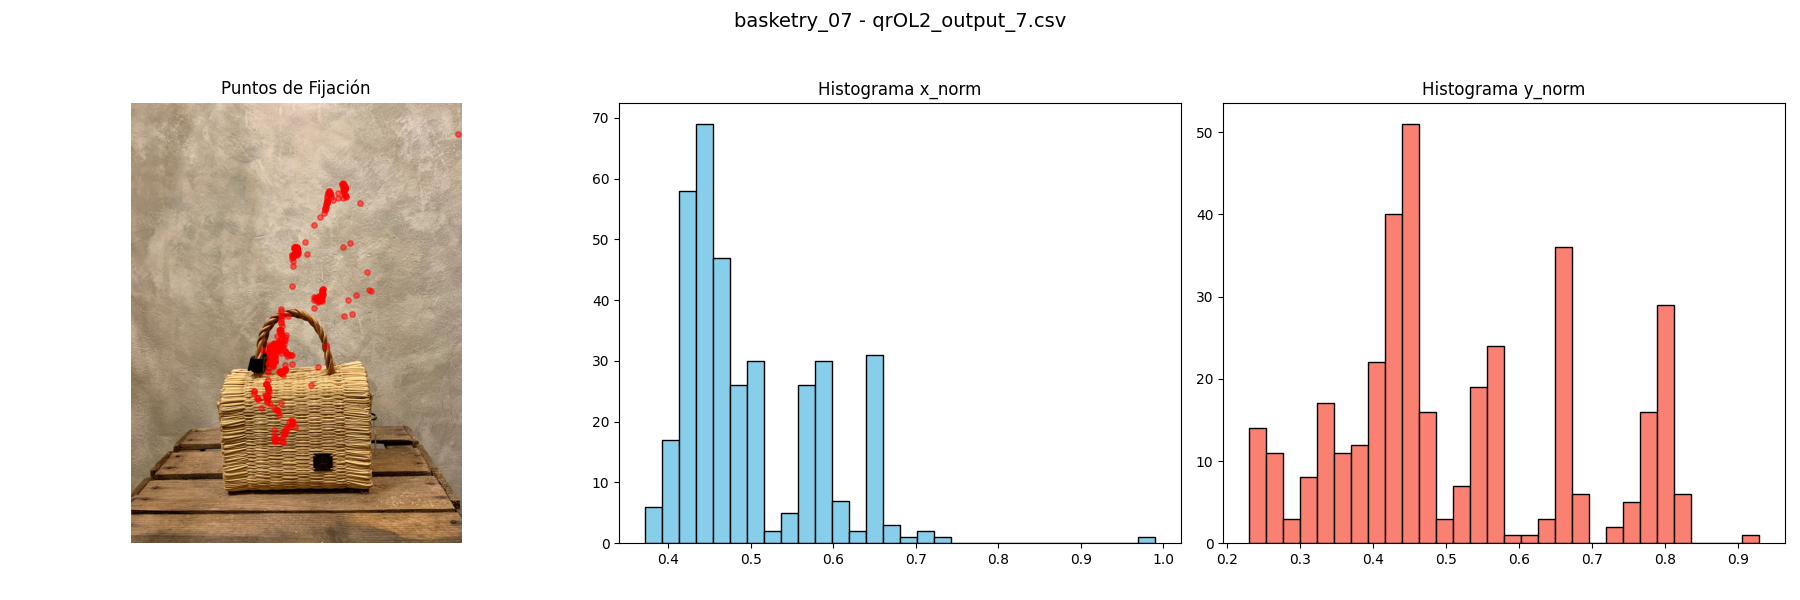 basketry_07 - qrOL2_output_7.csv
Puntos de Fijación
Histograma x_norm
Histograma y_norm
70
60
50
40
30
20
10
0
0.4 0.5 0.6 0.7 0.8 0.9 1.0
50
40
30
20
10
0
0.2 0.3 0.4 0.5 0.6 0.7 0.8 0.9